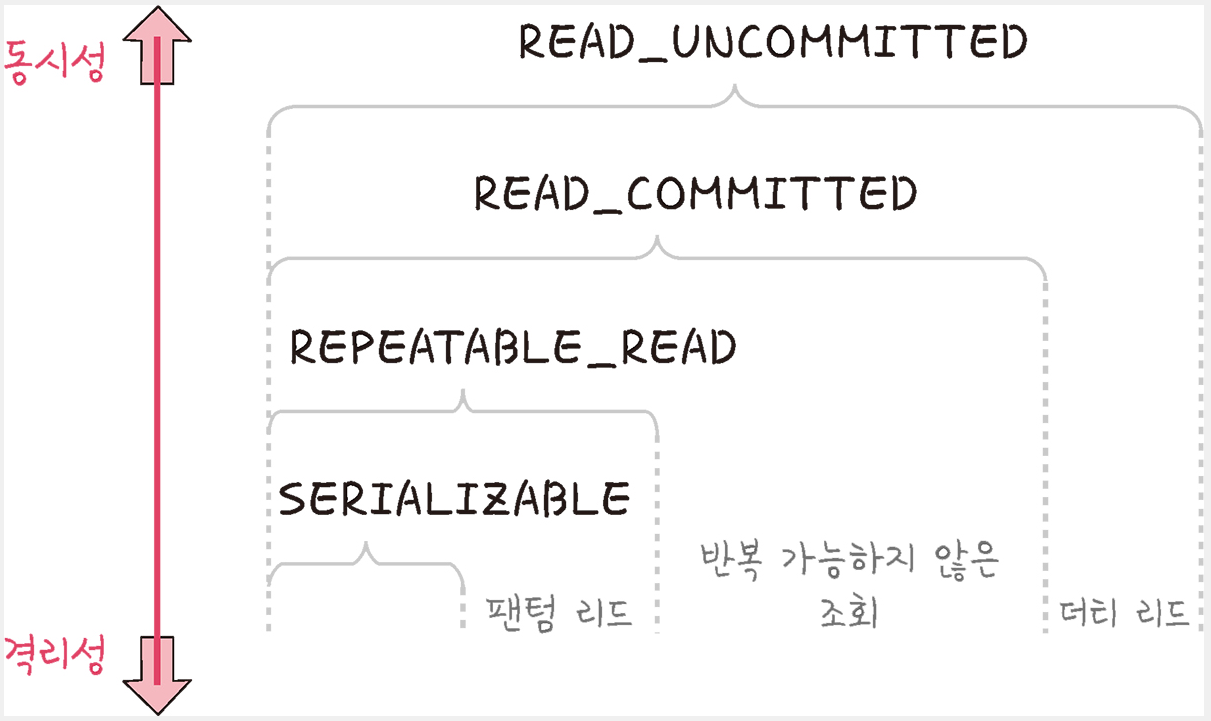 동시성
READ_UNCOMMITTED
READ_COMMITTED
REPEATABLE_READ
SERIALIZABLE
반복 가능하지 않은
조회
팬텀 리드
더티 리드
격리성